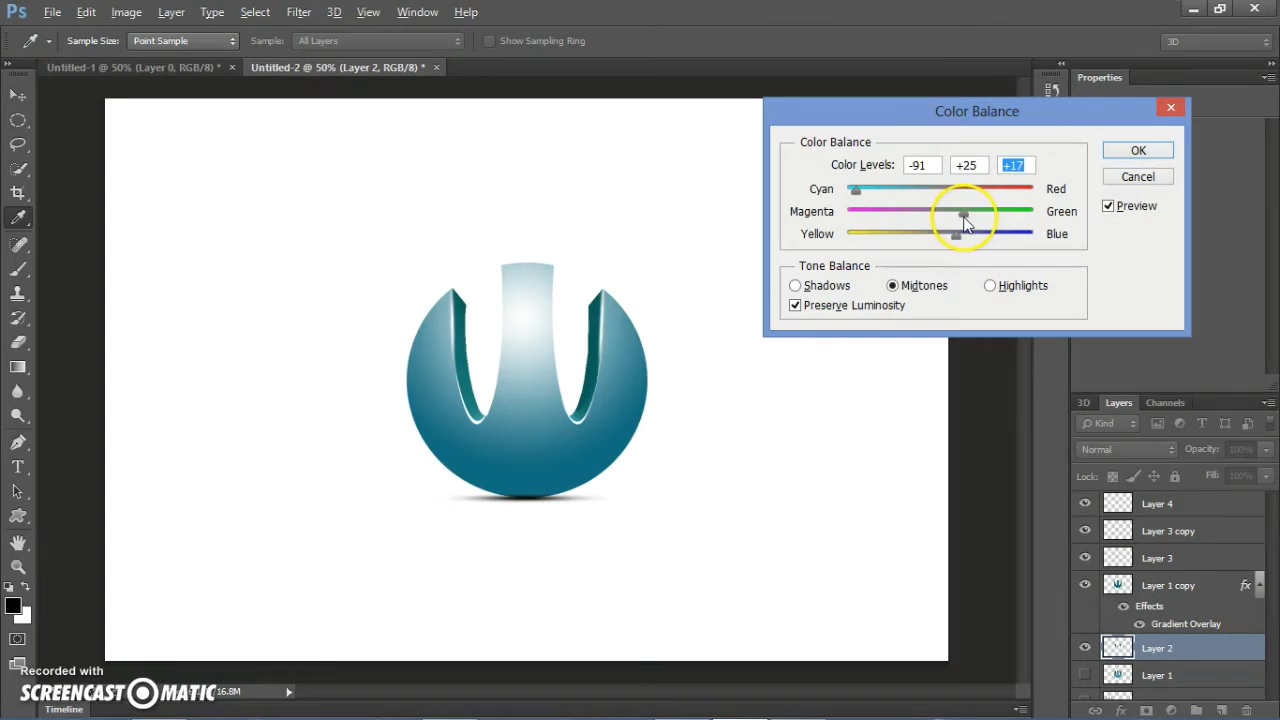 Ps File Edit Image Layer Type Select Filter 3D View Window Help
Sample Size: Point Sample Sample: All Layers Show Sampling Ring 3D
Untitled-1 @ 50% (Layer 0, RGB/8) * × Untitled-2 @ 50% (Layer 2, RGB/8) * × Properties
Color Balance
Color Balance OK
Color Levels: -91 +25 +17
Cancel
Cyan Red
Preview
Magenta Green
Yellow Blue
Tone Balance
Shadows Midtones Highlights
Preserve Luminosity
3D Layers Channels
Kind T
Normal Opacity: 100%
Lock: Fill: 100%
Layer 4
Layer 3 copy
Layer 3
Layer 1 copy fx
Effects
Gradient Overlay
Layer 2
Layer 1
Recorded with
SCREENCAST MATIC 16.8M
Timeline